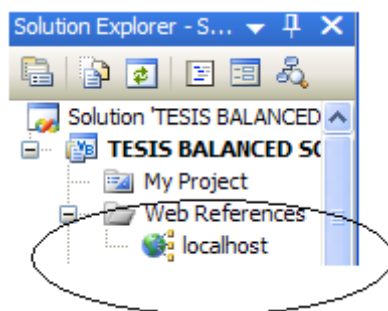 Solution Explorer - S...
Solution 'TESIS BALANCED
TESIS BALANCED SC
My Project
Web References
localhost